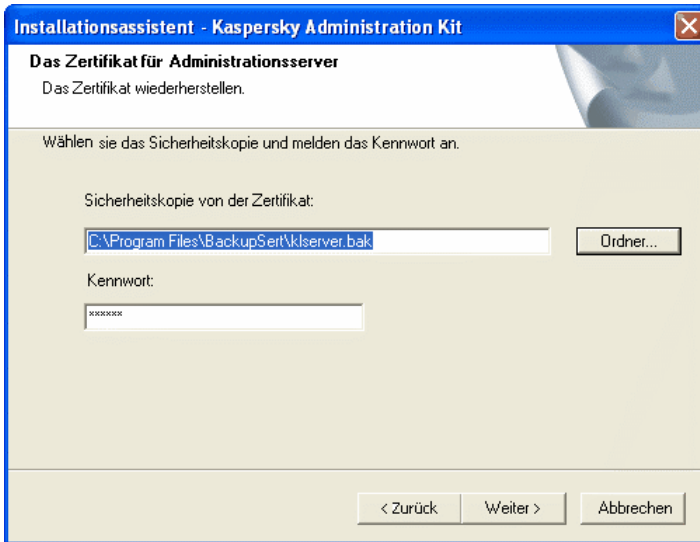 Installationsassistent - Kaspersky Administration Kit
Das Zertifikat für Administrationsserver
Das Zertifikat wiederherstellen.
Wählen sie das Sicherheitskopie und melden das Kennwort an.
Sicherheitskopie von der Zertifikat:
C:\Program Files\BackupSert\klserver.bak
Ordner...
Kennwort:
******
< Zurück
Weiter >
Abbrechen